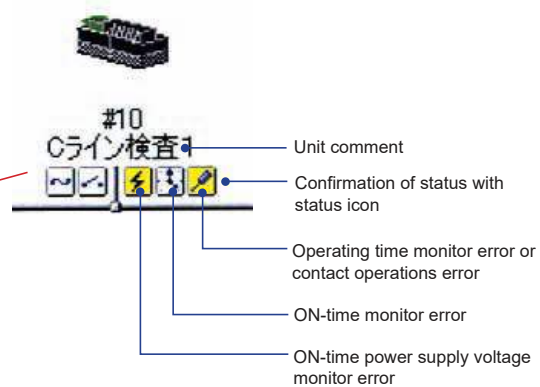 #10
Cライン検査1
Unit comment
Confirmation of status with
status icon
Operating time monitor error or
contact operations error
ON-time monitor error
ON-time power supply voltage
monitor error